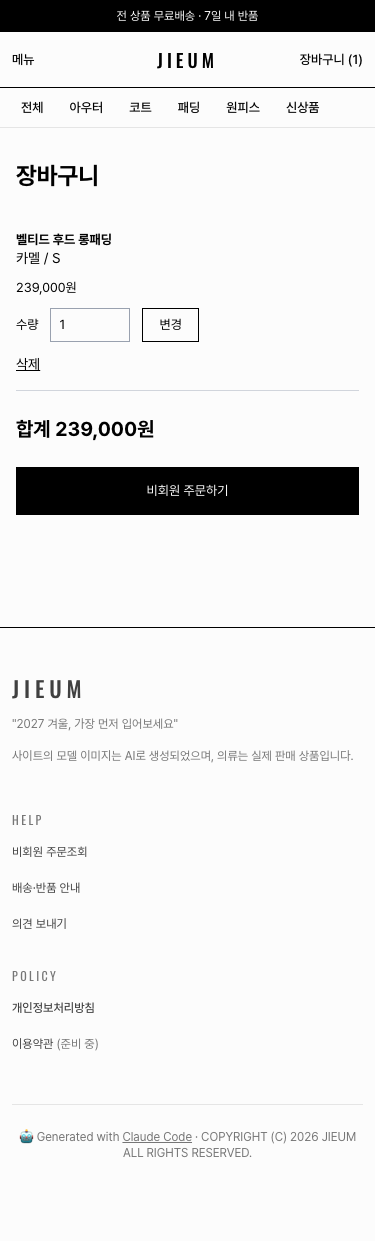 전 상품 무료배송 · 7일 내 반품
메뉴
JIEUM
장바구니 (1)
전체 아우터 코트 패딩 원피스 신상품
장바구니
벨티드 후드 롱패딩
카멜 / S
239,000원
수량 1 변경
삭제
합계 239,000원
비회원 주문하기
JIEUM
"2027 겨울, 가장 먼저 입어보세요"
사이트의 모델 이미지는 AI로 생성되었으며, 의류는 실제 판매 상품입니다.
HELP
비회원 주문조회
배송·반품 안내
의견 보내기
POLICY
개인정보처리방침
이용약관 (준비 중)
🤖 Generated with Claude Code · COPYRIGHT (C) 2026 JIEUM
ALL RIGHTS RESERVED.